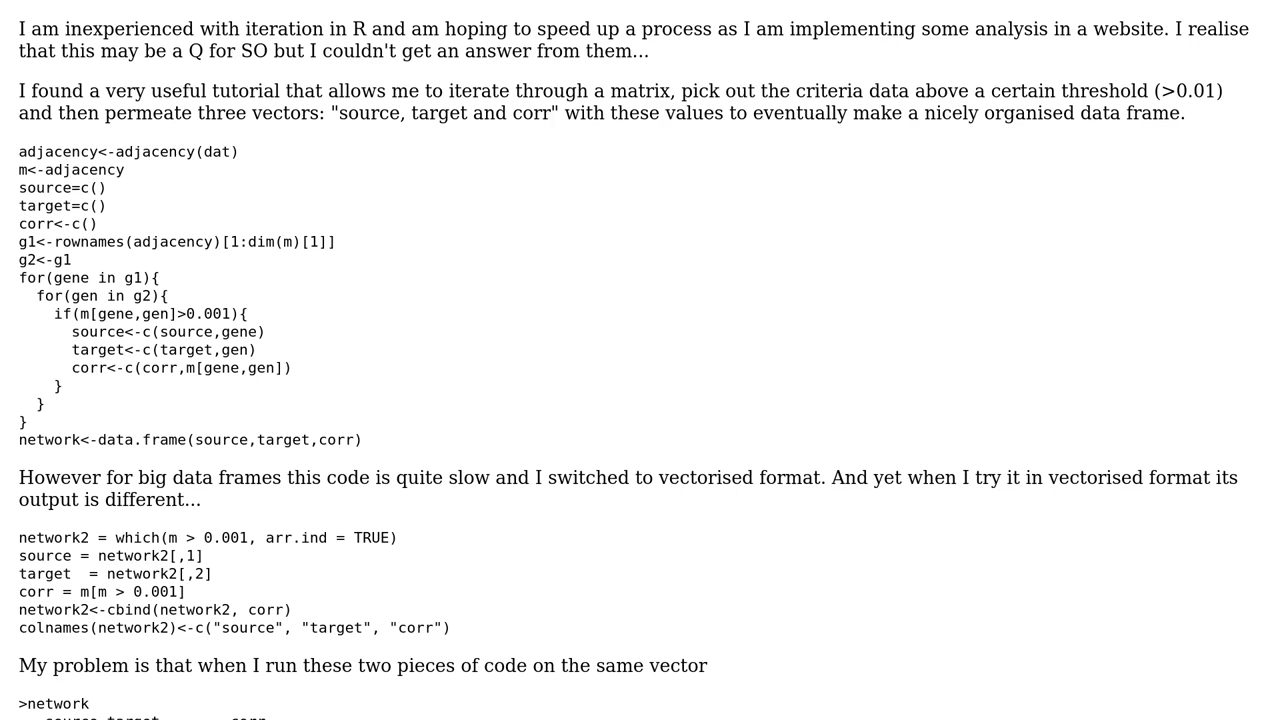 I am inexperienced with iteration in R and am hoping to speed up a process as I am implementing some analysis in a website. I realise
that this may be a Q for SO but I couldn't get an answer from them...
I found a very useful tutorial that allows me to iterate through a matrix, pick out the criteria data above a certain threshold (>0.01)
and then permeate three vectors: "source, target and corr" with these values to eventually make a nicely organised data frame.
adjacency<-adjacency(dat)
m<-adjacency
source=c()
target=c()
corr<-c()
g1<-rownames(adjacency)[1:dim(m)[1]]
g2<-g1
for(gene in g1){
  for(gen in g2){
    if(m[gene,gen]>0.001){
      source<-c(source,gene)
      target<-c(target,gen)
      corr<-c(corr,m[gene,gen])
    }
  }
}
network<-data.frame(source,target,corr)
However for big data frames this code is quite slow and I switched to vectorised format. And yet when I try it in vectorised format its
output is different...
network2 = which(m > 0.001, arr.ind = TRUE)
source = network2[,1]
target  = network2[,2]
corr = m[m > 0.001]
network2<-cbind(network2, corr)
colnames(network2)<-c("source", "target", "corr")
My problem is that when I run these two pieces of code on the same vector
>network